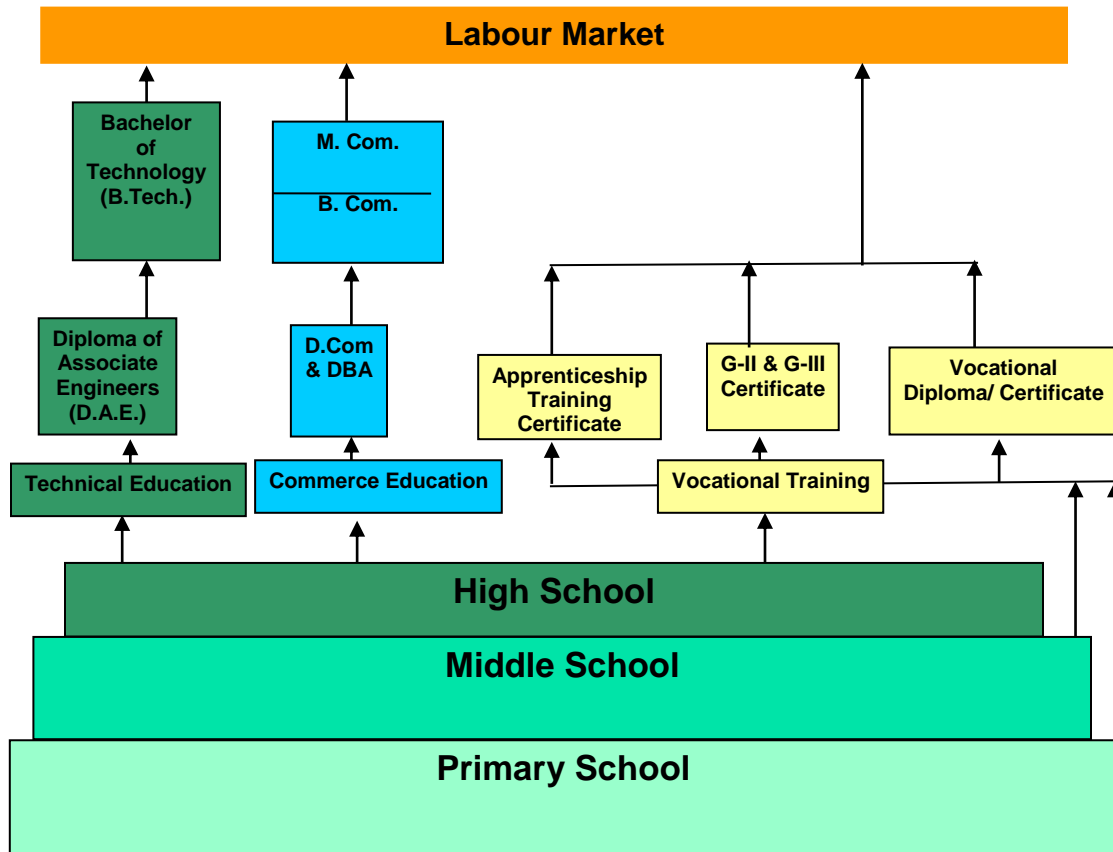 Labour Market
Bachelor
of
Technology
(B.Tech.)
M. Com.
B. Com.
Diploma of
Associate
Engineers
(D.A.E.)
D.Com
& DBA
Apprenticeship
Training
Certificate
G-II & G-III
Certificate
Vocational
Diploma/ Certificate
Technical Education
Commerce Education
Vocational Training
High School
Middle School
Primary School